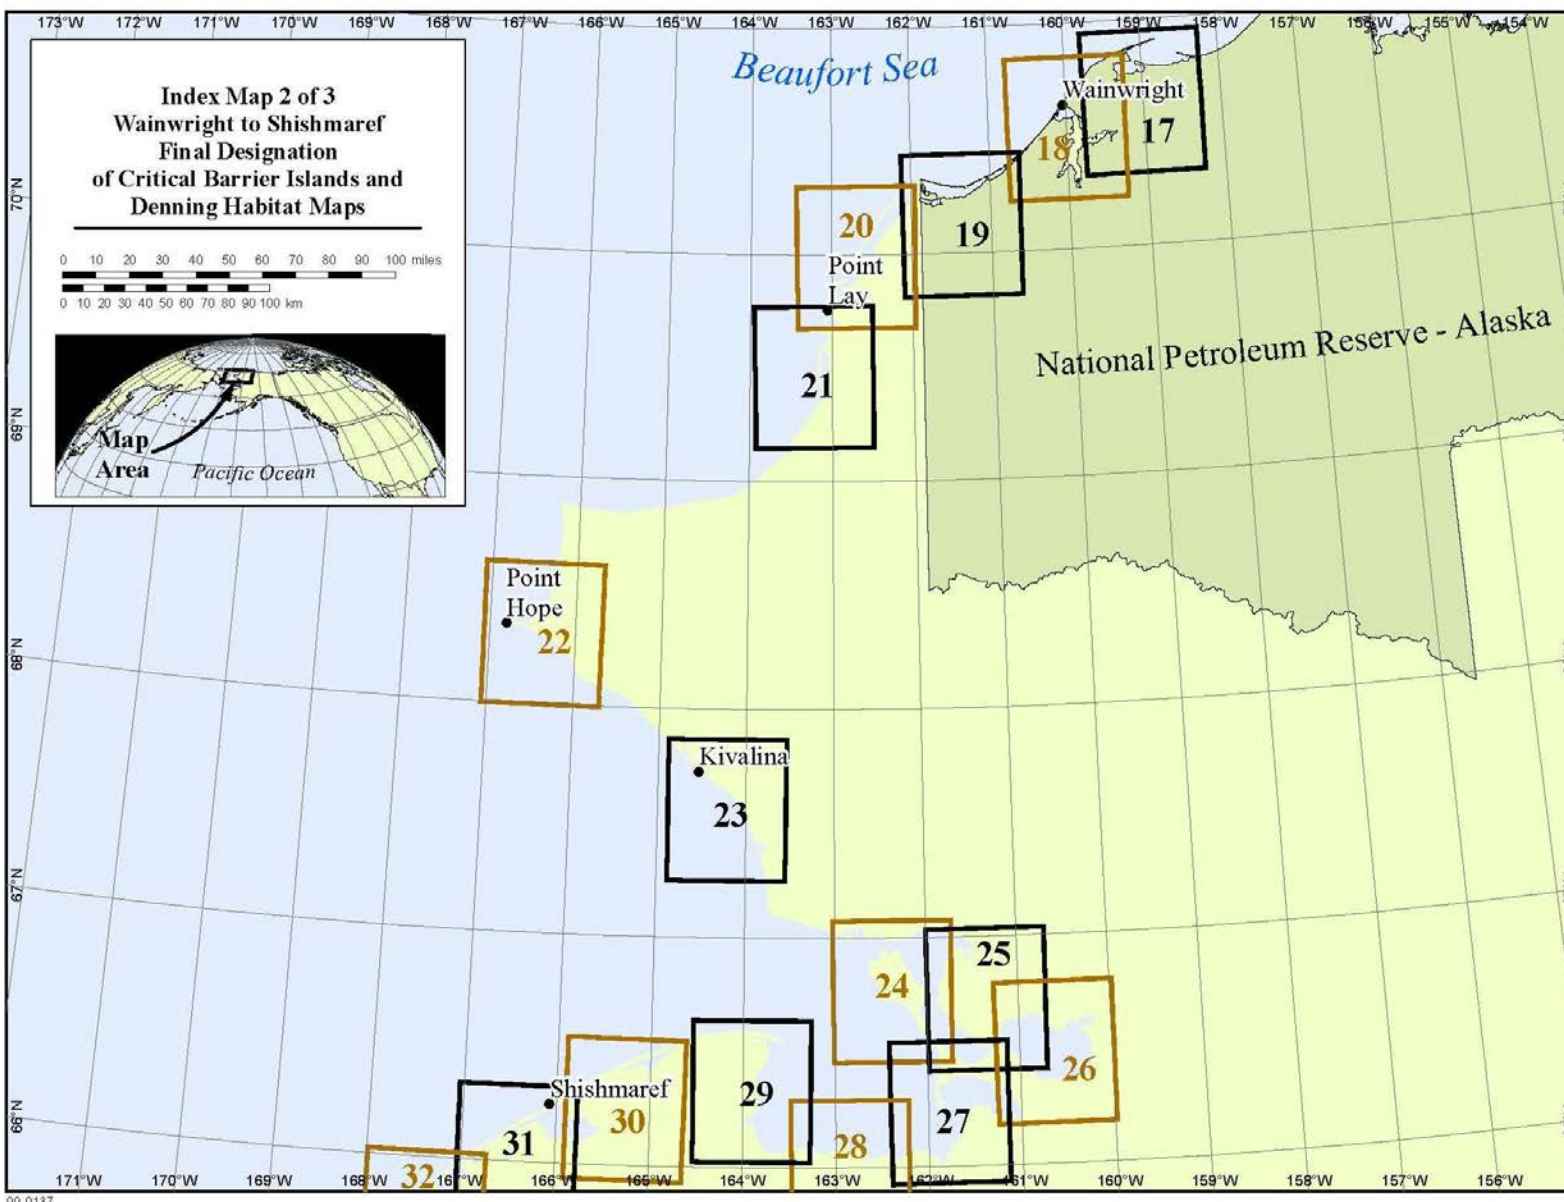 173°W 172°W 171°W 170°W 169°W 168°W 167°W 166°W 165°W 164°W 163°W 162°W 161°W 160°W 159°W 158°W 157°W 156°W 155°W 154°W
Index Map 2 of 3
Wainwright to Shishmaref
Final Designation
of Critical Barrier Islands and
Denning Habitat Maps
0 10 20 30 40 50 60 70 80 90 100 miles
0 10 20 30 40 50 60 70 80 90 100 km
Map
Area
Pacific Ocean
Beaufort Sea
Wainwright
17
18
19
20
Point
Lay
21
National Petroleum Reserve - Alaska
Point
Hope
22
Kivalina
23
24
25
26
27
28
29
30
Shishmaref
31
32
70°N
69°N
68°N
67°N
66°N
171°W 170°W 169°W 168°W 167°W 166°W 165°W 164°W 163°W 162°W 161°W 160°W 159°W 158°W 157°W 156°W